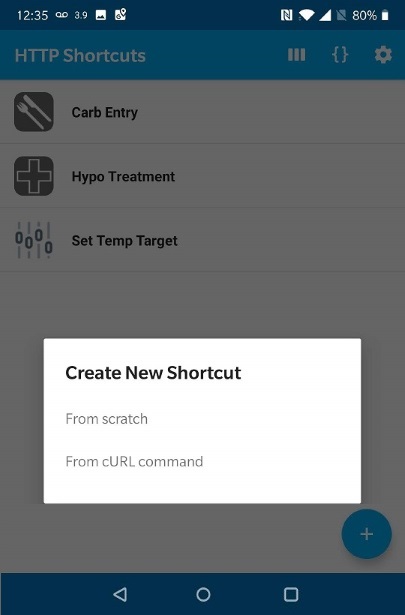 12:35 3.9 80%
HTTP Shortcuts {}
Carb Entry
Hypo Treatment
Set Temp Target
Create New Shortcut
From scratch
From cURL command
+